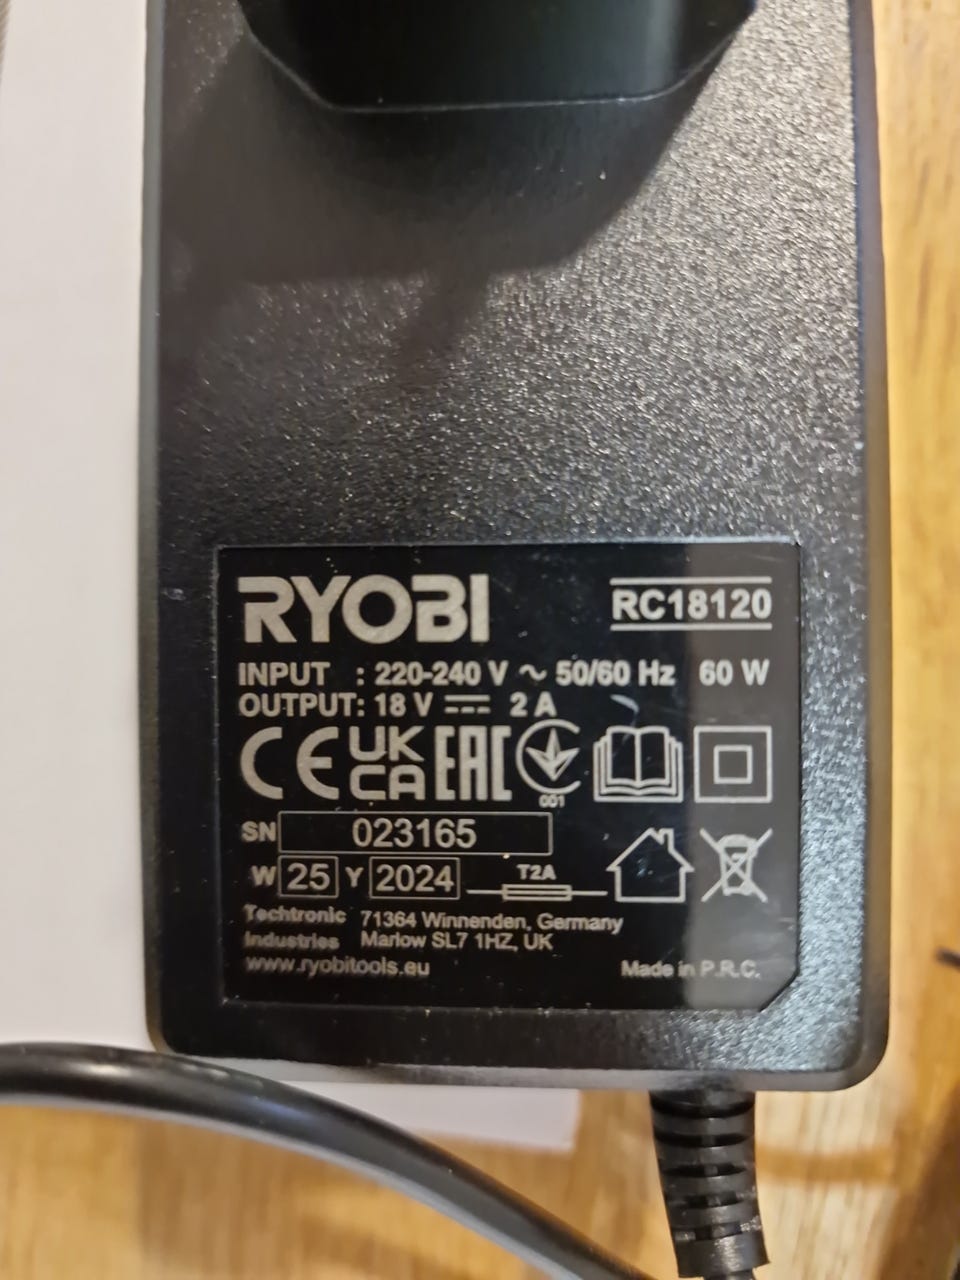 RYOBI RC18120
INPUT : 220-240 V ~ 50/60 Hz 60 W
OUTPUT: 18 V ⎓ 2 A
CE UK CA EAC 001
SN 023165
W 25 Y 2024 T2A
Techtronic Industries
71364 Winnenden, Germany
Marlow SL7 1HZ, UK
www.ryobitools.eu Made in P.R.C.